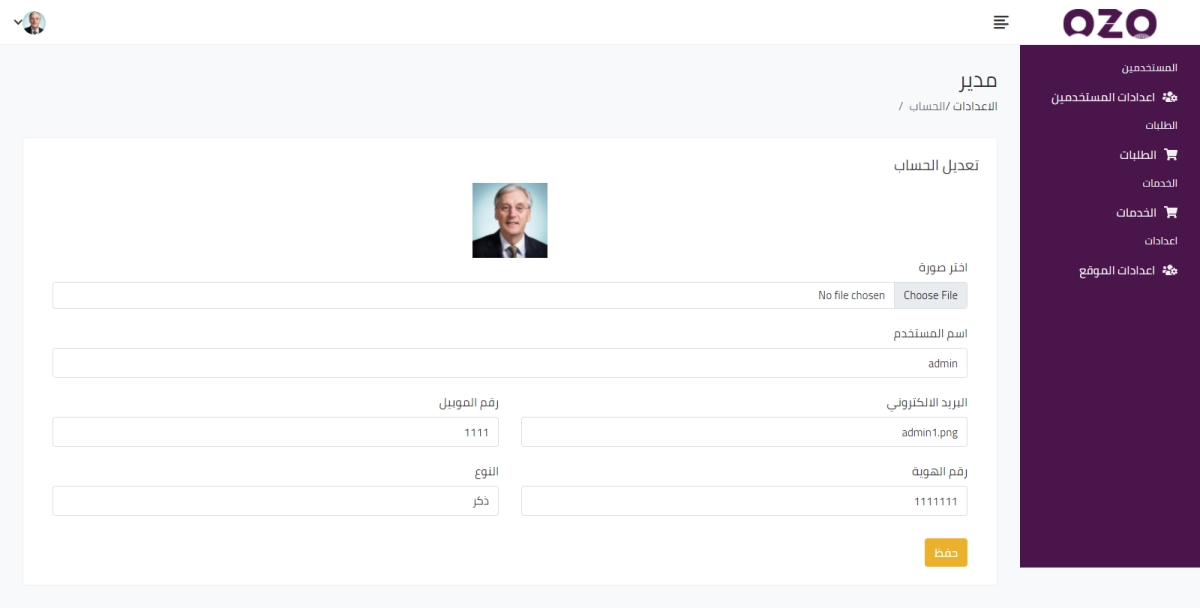 OZO
المستخدمين
اعدادات المستخدمين
الطلبات
الطلبات
الخدمات
الخدمات
اعدادات
اعدادات الموقع
مدير
الاعدادات /الحساب /
تعديل الحساب
اختر صورة
Choose File No file chosen
اسم المستخدم
admin
البريد الالكتروني
admin1.png
رقم الموبيل
1111
رقم الهوية
1111111
النوع
ذكر
حفظ